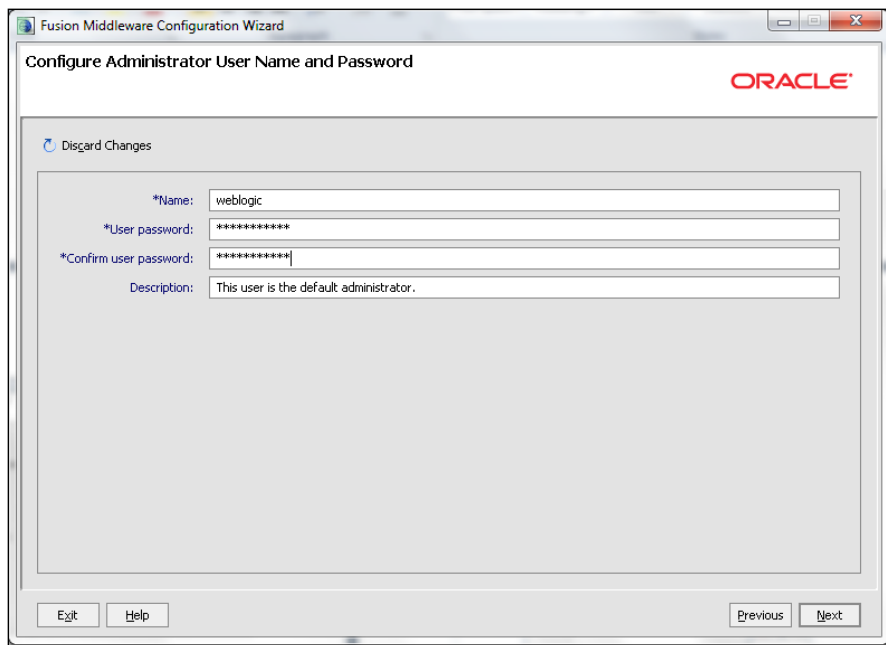 Fusion Middleware Configuration Wizard
Configure Administrator User Name and Password
ORACLE
Discard Changes
*Name: weblogic
*User password: ***********
*Confirm user password: ***********
Description: This user is the default administrator.
Exit Help Previous Next